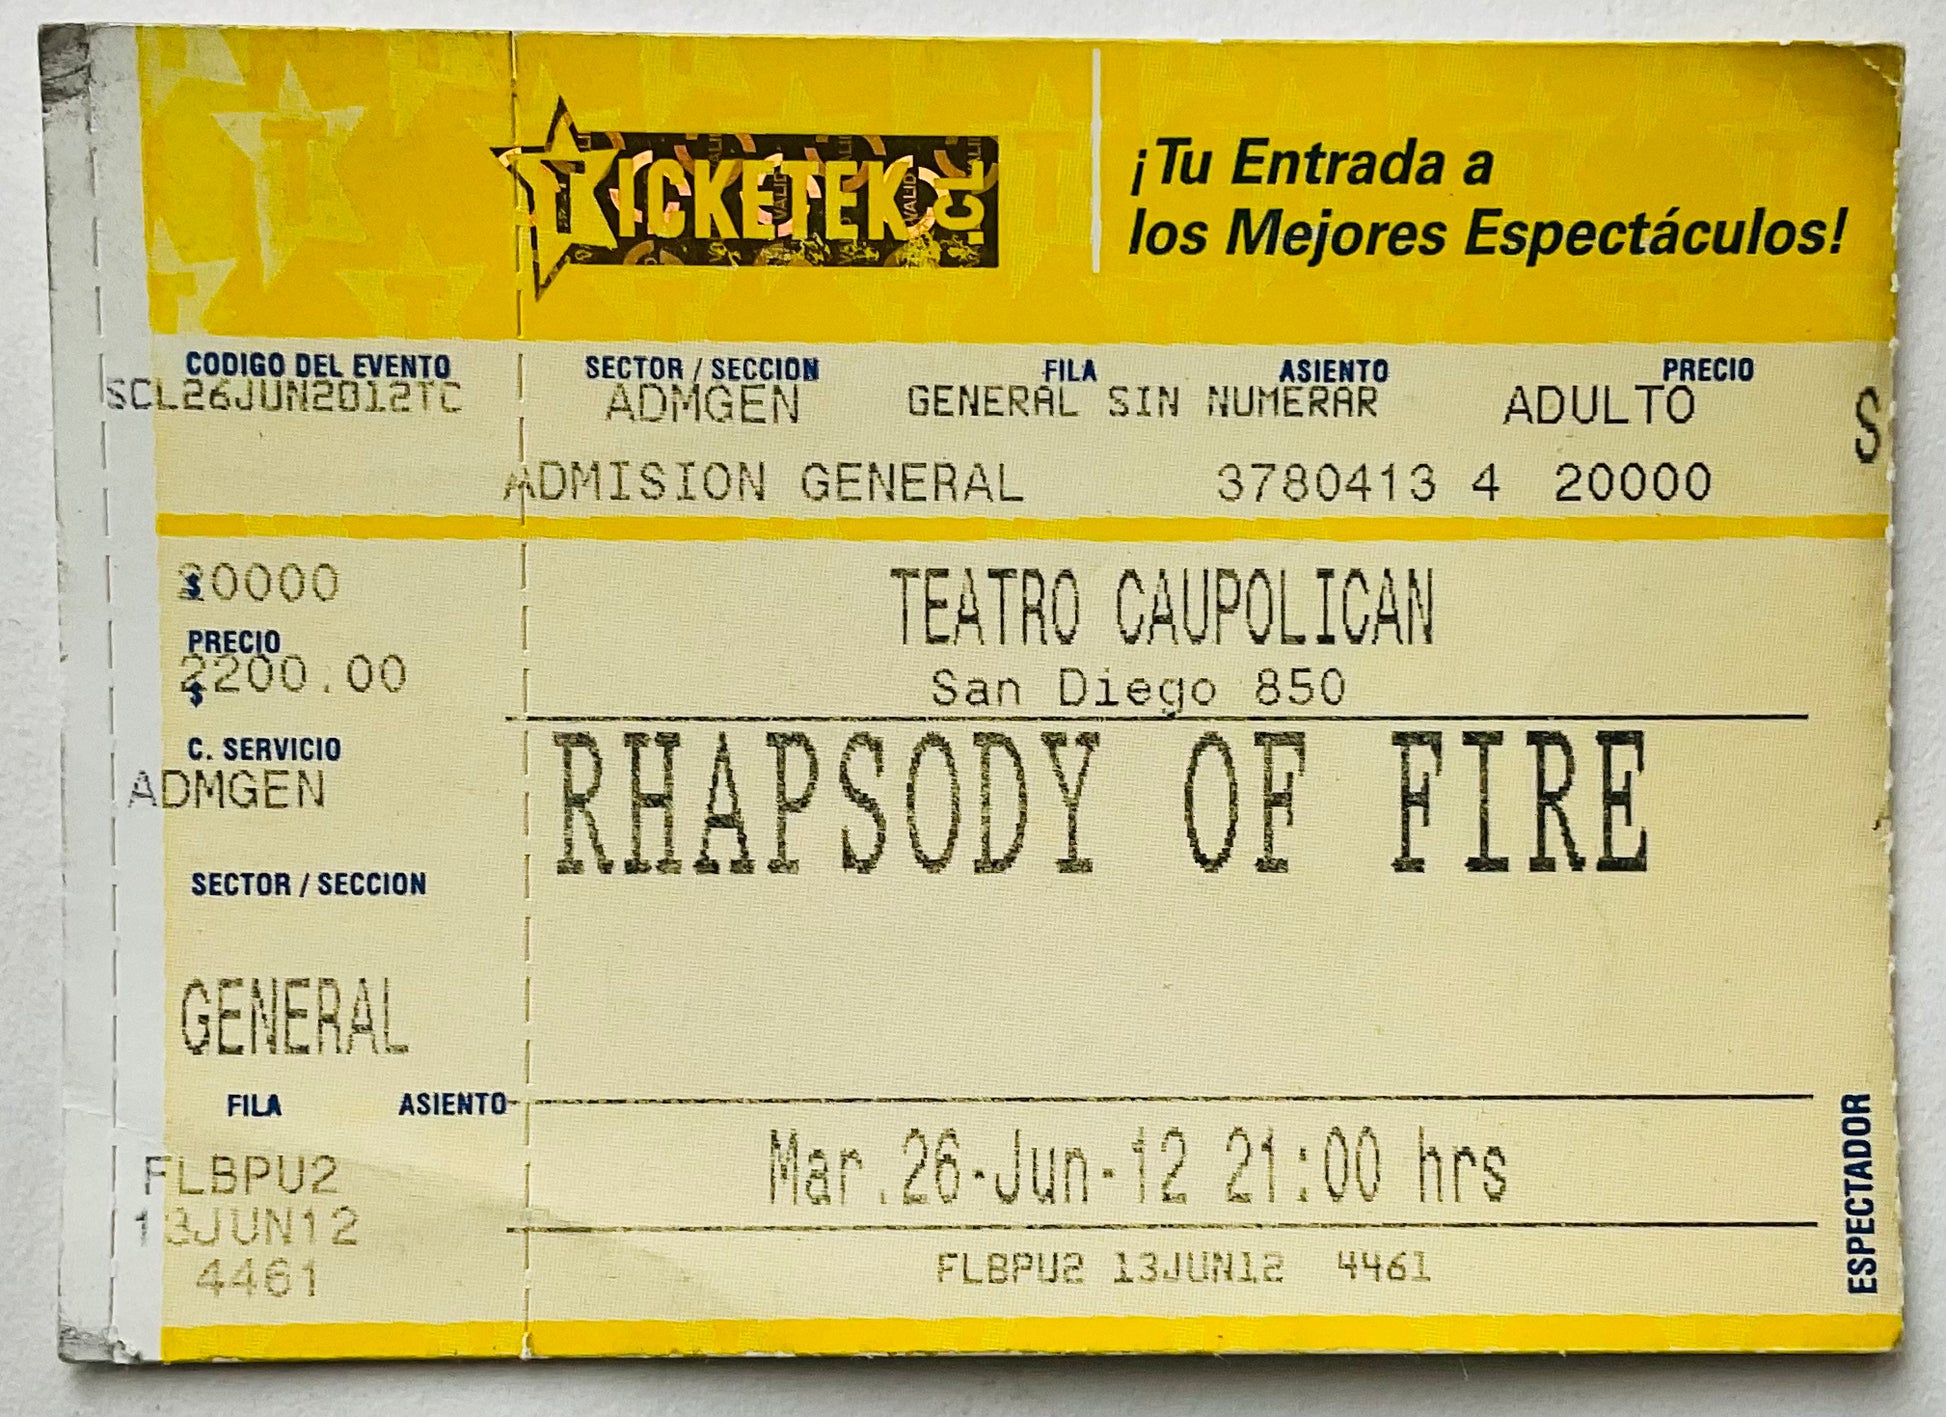 TICKETEK.CL
¡Tu Entrada a
los Mejores Espectáculos!
CODIGO DEL EVENTO SECTOR / SECCION FILA ASIENTO PRECIO
SCL26JUN2012TC ADMGEN GENERAL SIN NUMERAR ADULTO $
ADMISION GENERAL 3780413 4 20000
$ 20000
PRECIO
$ 2200.00
C. SERVICIO
ADMGEN
SECTOR / SECCION
GENERAL
FILA ASIENTO
FLBPU2
13JUN12
4461
TEATRO CAUPOLICAN
San Diego 850
RHAPSODY OF FIRE
Mar.26-Jun-12 21:00 hrs
FLBPU2 13JUN12 4461
ESPECTADOR